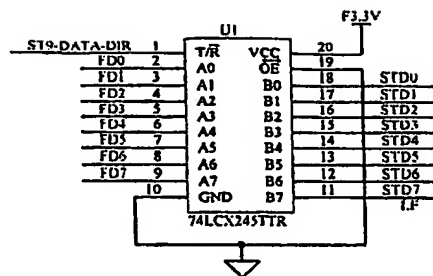 U1
F3.3V
ST9-DATA-DIR 1 T/R VCC 20
FD0 2 A0 OE 19
FD1 3 A1 B0 18 STD0
FD2 4 A2 B1 17 STD1
FD3 5 A3 B2 16 STD2
FD4 6 A4 B3 15 STD3
FD5 7 A5 B4 14 STD4
FD6 8 A6 B5 13 STD5
FD7 9 A7 B6 12 STD6
10 GND B7 11 STD7
74LCX245TTR